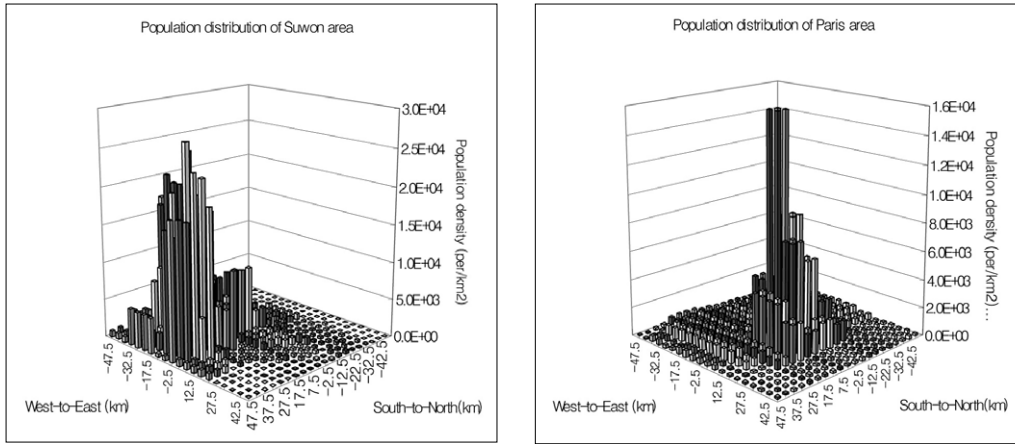 Population distribution of Suwon area
3.0E+04
2.5E+04
2.0E+04
1.5E+04
1.0E+04
5.0E+03
0.0E+00
Population density (per/km2)
-47.5
-32.5
-17.5
-2.5
12.5
27.5
42.5
West-to-East (km)
47.5
37.5
27.5
17.5
7.5
-2.5
-12.5
-22.5
-32.5
-42.5
South-to-North(km)
Population distribution of Paris area
1.6E+04
1.4E+04
1.2E+04
1.0E+04
8.0E+03
6.0E+03
4.0E+03
2.0E+03
0.0E+00
Population density (per/km2)...
-47.5
-32.5
-17.5
-2.5
12.5
27.5
42.5
West-to-East (km)
47.5
37.5
27.5
17.5
7.5
-2.5
-12.5
-22.5
-32.5
-42.5
South-to-North(km)